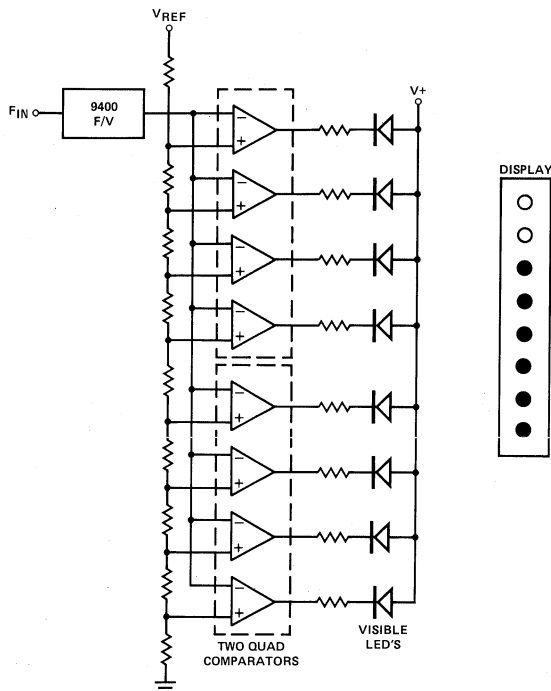 VREF
FIN
9400
F/V
V+
DISPLAY
−
+
−
+
−
+
−
+
−
+
−
+
−
+
−
+
TWO QUAD
COMPARATORS
VISIBLE
LED'S